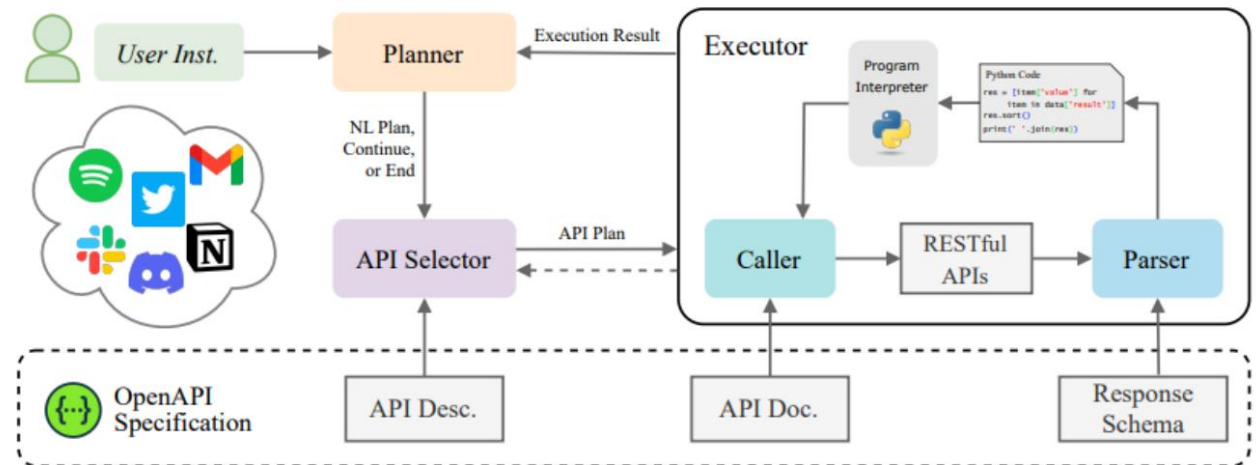 User Inst.
Planner
Execution Result
Executor
Program
Interpreter
Python Code
res = [item['value'] for
item in data['result']]
res.sort()
print(' '.join(res))
NL Plan,
Continue,
or End
API Selector
API Plan
Caller
RESTful
APIs
Parser
N
{···}
OpenAPI
Specification
API Desc.
API Doc.
Response
Schema